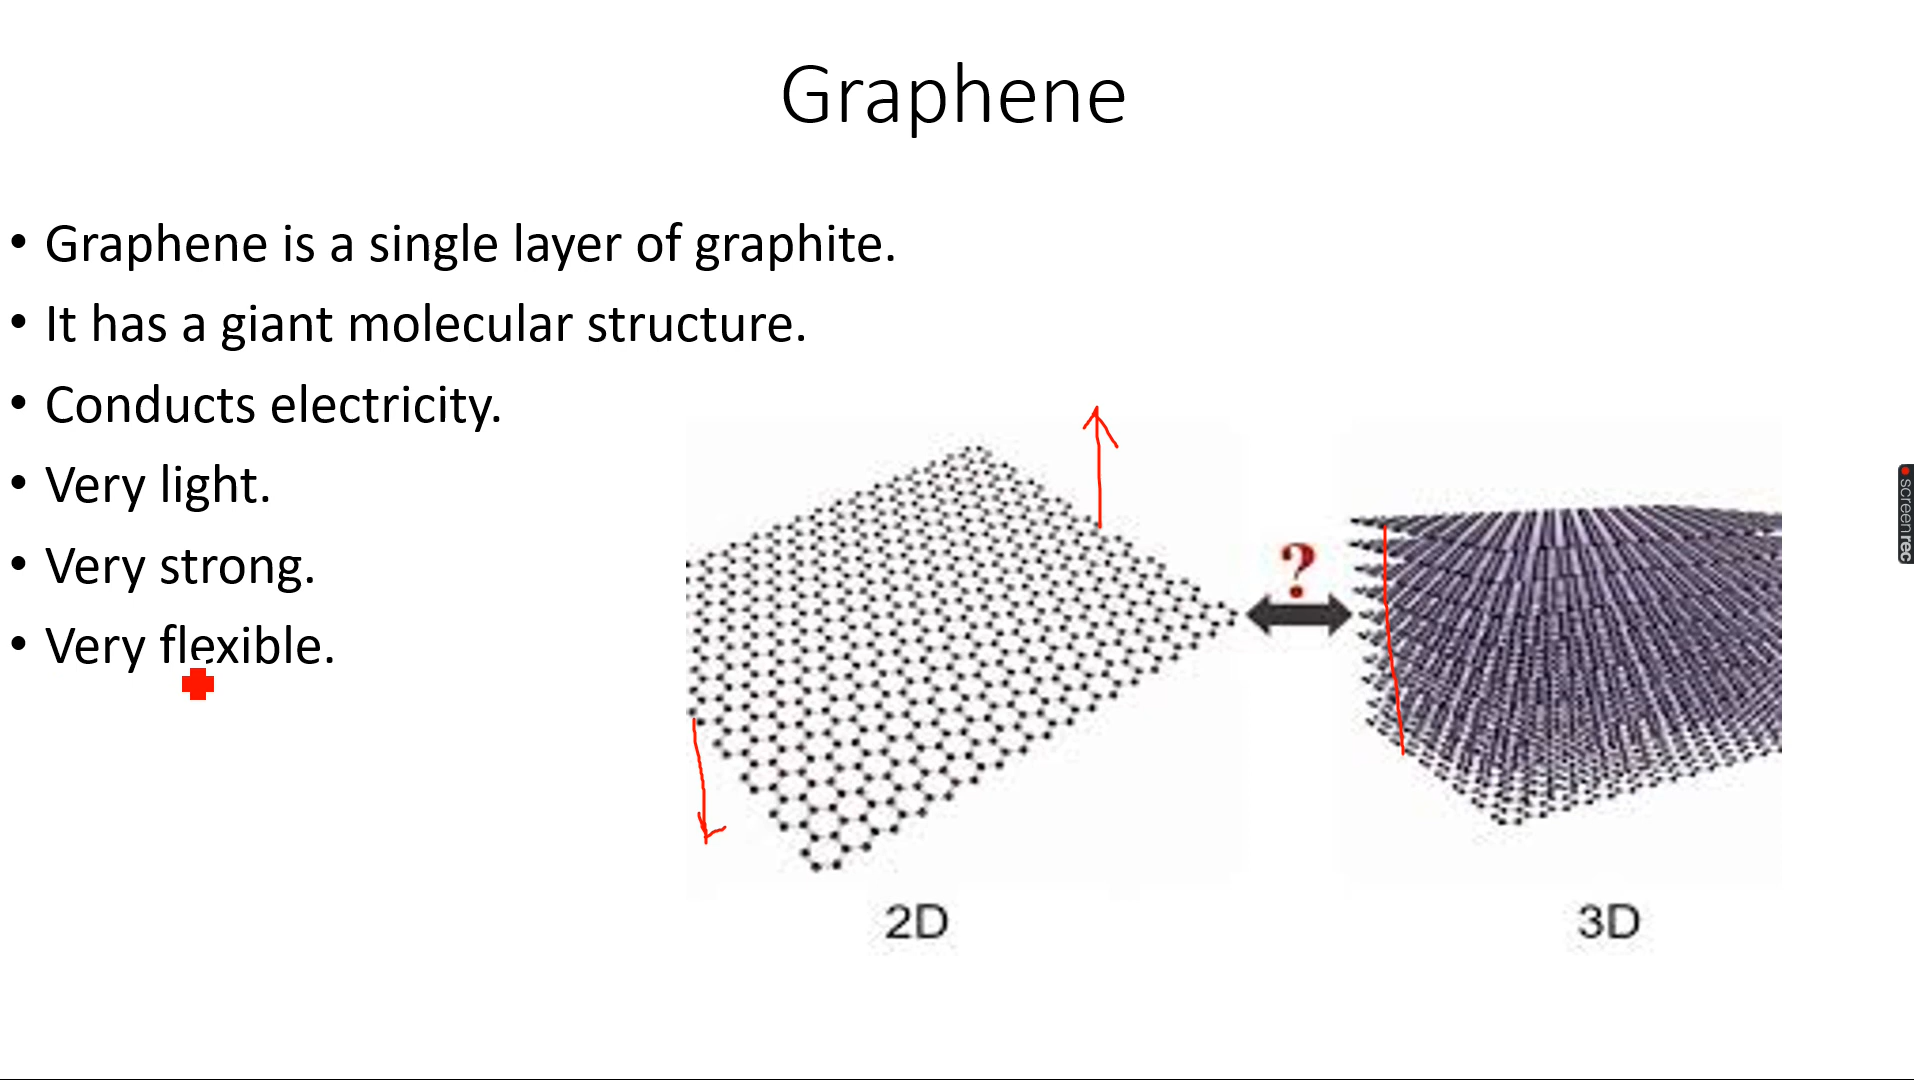 Graphene
• Graphene is a single layer of graphite.
• It has a giant molecular structure.
• Conducts electricity.
• Very light.
• Very strong.
• Very flexible.
?
2D
3D
screenrec